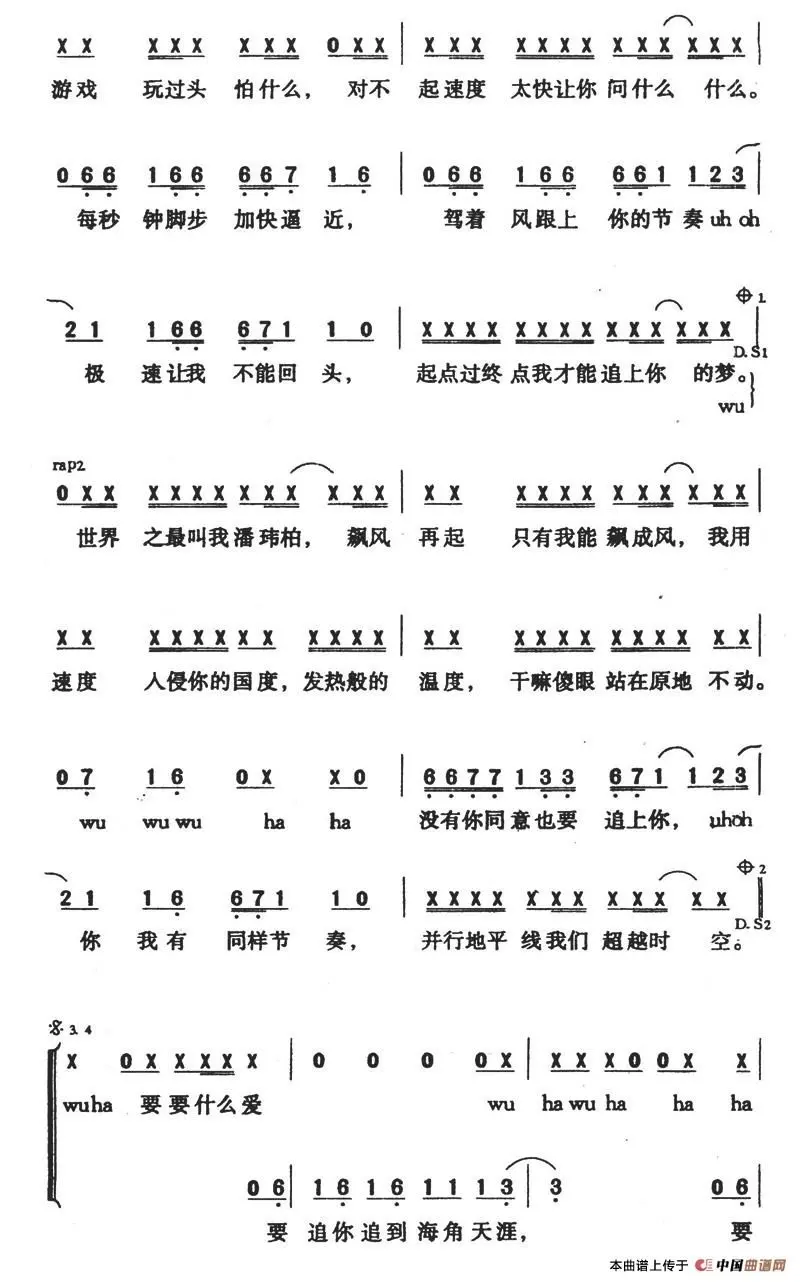 X X X X X X X X 0 X X X X X X X X X X X X X X X
游戏 玩过头 怕什么， 对不 起速度 太快让你 问什么 什么。
0 6 6 1 6 6 6 6 7 1 6 0 6 6 1 6 6 6 6 1 1 2 3
每秒 钟脚步 加快逼 近， 驾着 风跟上 你的节 奏uh oh
1.
2 1 1 6 6 6 7 1 1 0 X X X X X X X X X X X X X X
D.S1
极 速让我 不能回 头， 起点过终 点我才能 追上你 的梦。
wu
rap2
0 X X X X X X X X X X X X X X X X X X X X X X X
世界 之最叫我 潘玮柏， 飙风 再起 只有我能 飙成风， 我用
X X X X X X X X X X X X X X X X X X X X X X X X
速度 入侵你的 国度， 发热般的 温度， 干嘛傻眼 站在原地 不动。
0 7 1 6 0 X X 0 6 6 7 7 1 3 3 6 7 1 1 2 3
wu wu wu ha ha 没有你同 意也要 追上你， uhoh
2
2 1 1 6 6 7 1 1 0 X X X X X X X X X X X X
D.S2
你 我有 同样节 奏， 并行地平 线我们 超越时 空。
3.4
X 0 X X X X X 0 0 0 0 X X X X 0 0 X X
wuha 要 要什么 爱 wu ha wu ha ha ha
0 6 1 6 1 6 1 1 1 3 3 0 6
要 追你 追到 海角 天涯， 要
本曲谱上传于 中国曲谱网